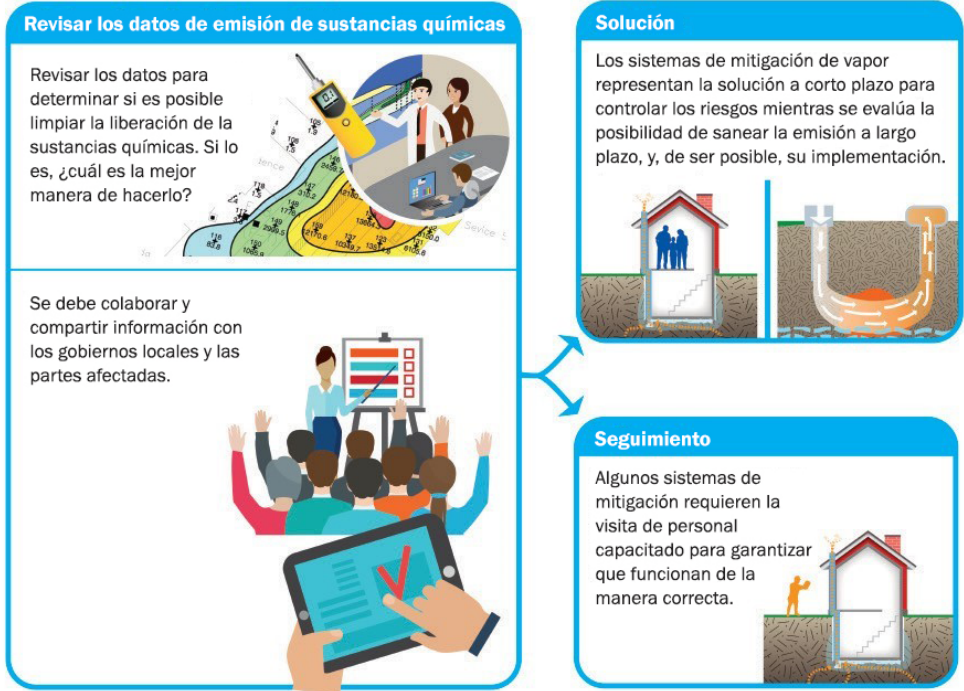 Revisar los datos de emisión de sustancias químicas
Revisar los datos para
determinar si es posible
limpiar la liberación de la
sustancias químicas. Si lo
es, ¿cuál es la mejor
manera de hacerlo?
Se debe colaborar y
compartir información con
los gobiernos locales y las
partes afectadas.
Solución
Los sistemas de mitigación de vapor
representan la solución a corto plazo para
controlar los riesgos mientras se evalúa la
posibilidad de sanear la emisión a largo
plazo, y, de ser posible, su implementación.
Seguimiento
Algunos sistemas de
mitigación requieren la
visita de personal
capacitado para garantizar
que funcionan de la
manera correcta.